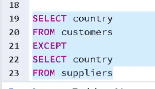 18
19 SELECT country
20 FROM customers
21 EXCEPT
22 SELECT country
23 FROM suppliers